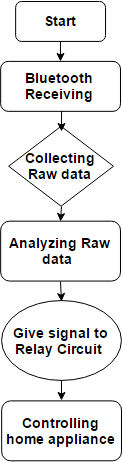 Start
Bluetooth
Receiving
Collecting
Raw data
Analyzing Raw
data
Give signal to
Relay Circuit
Controlling
home appliance